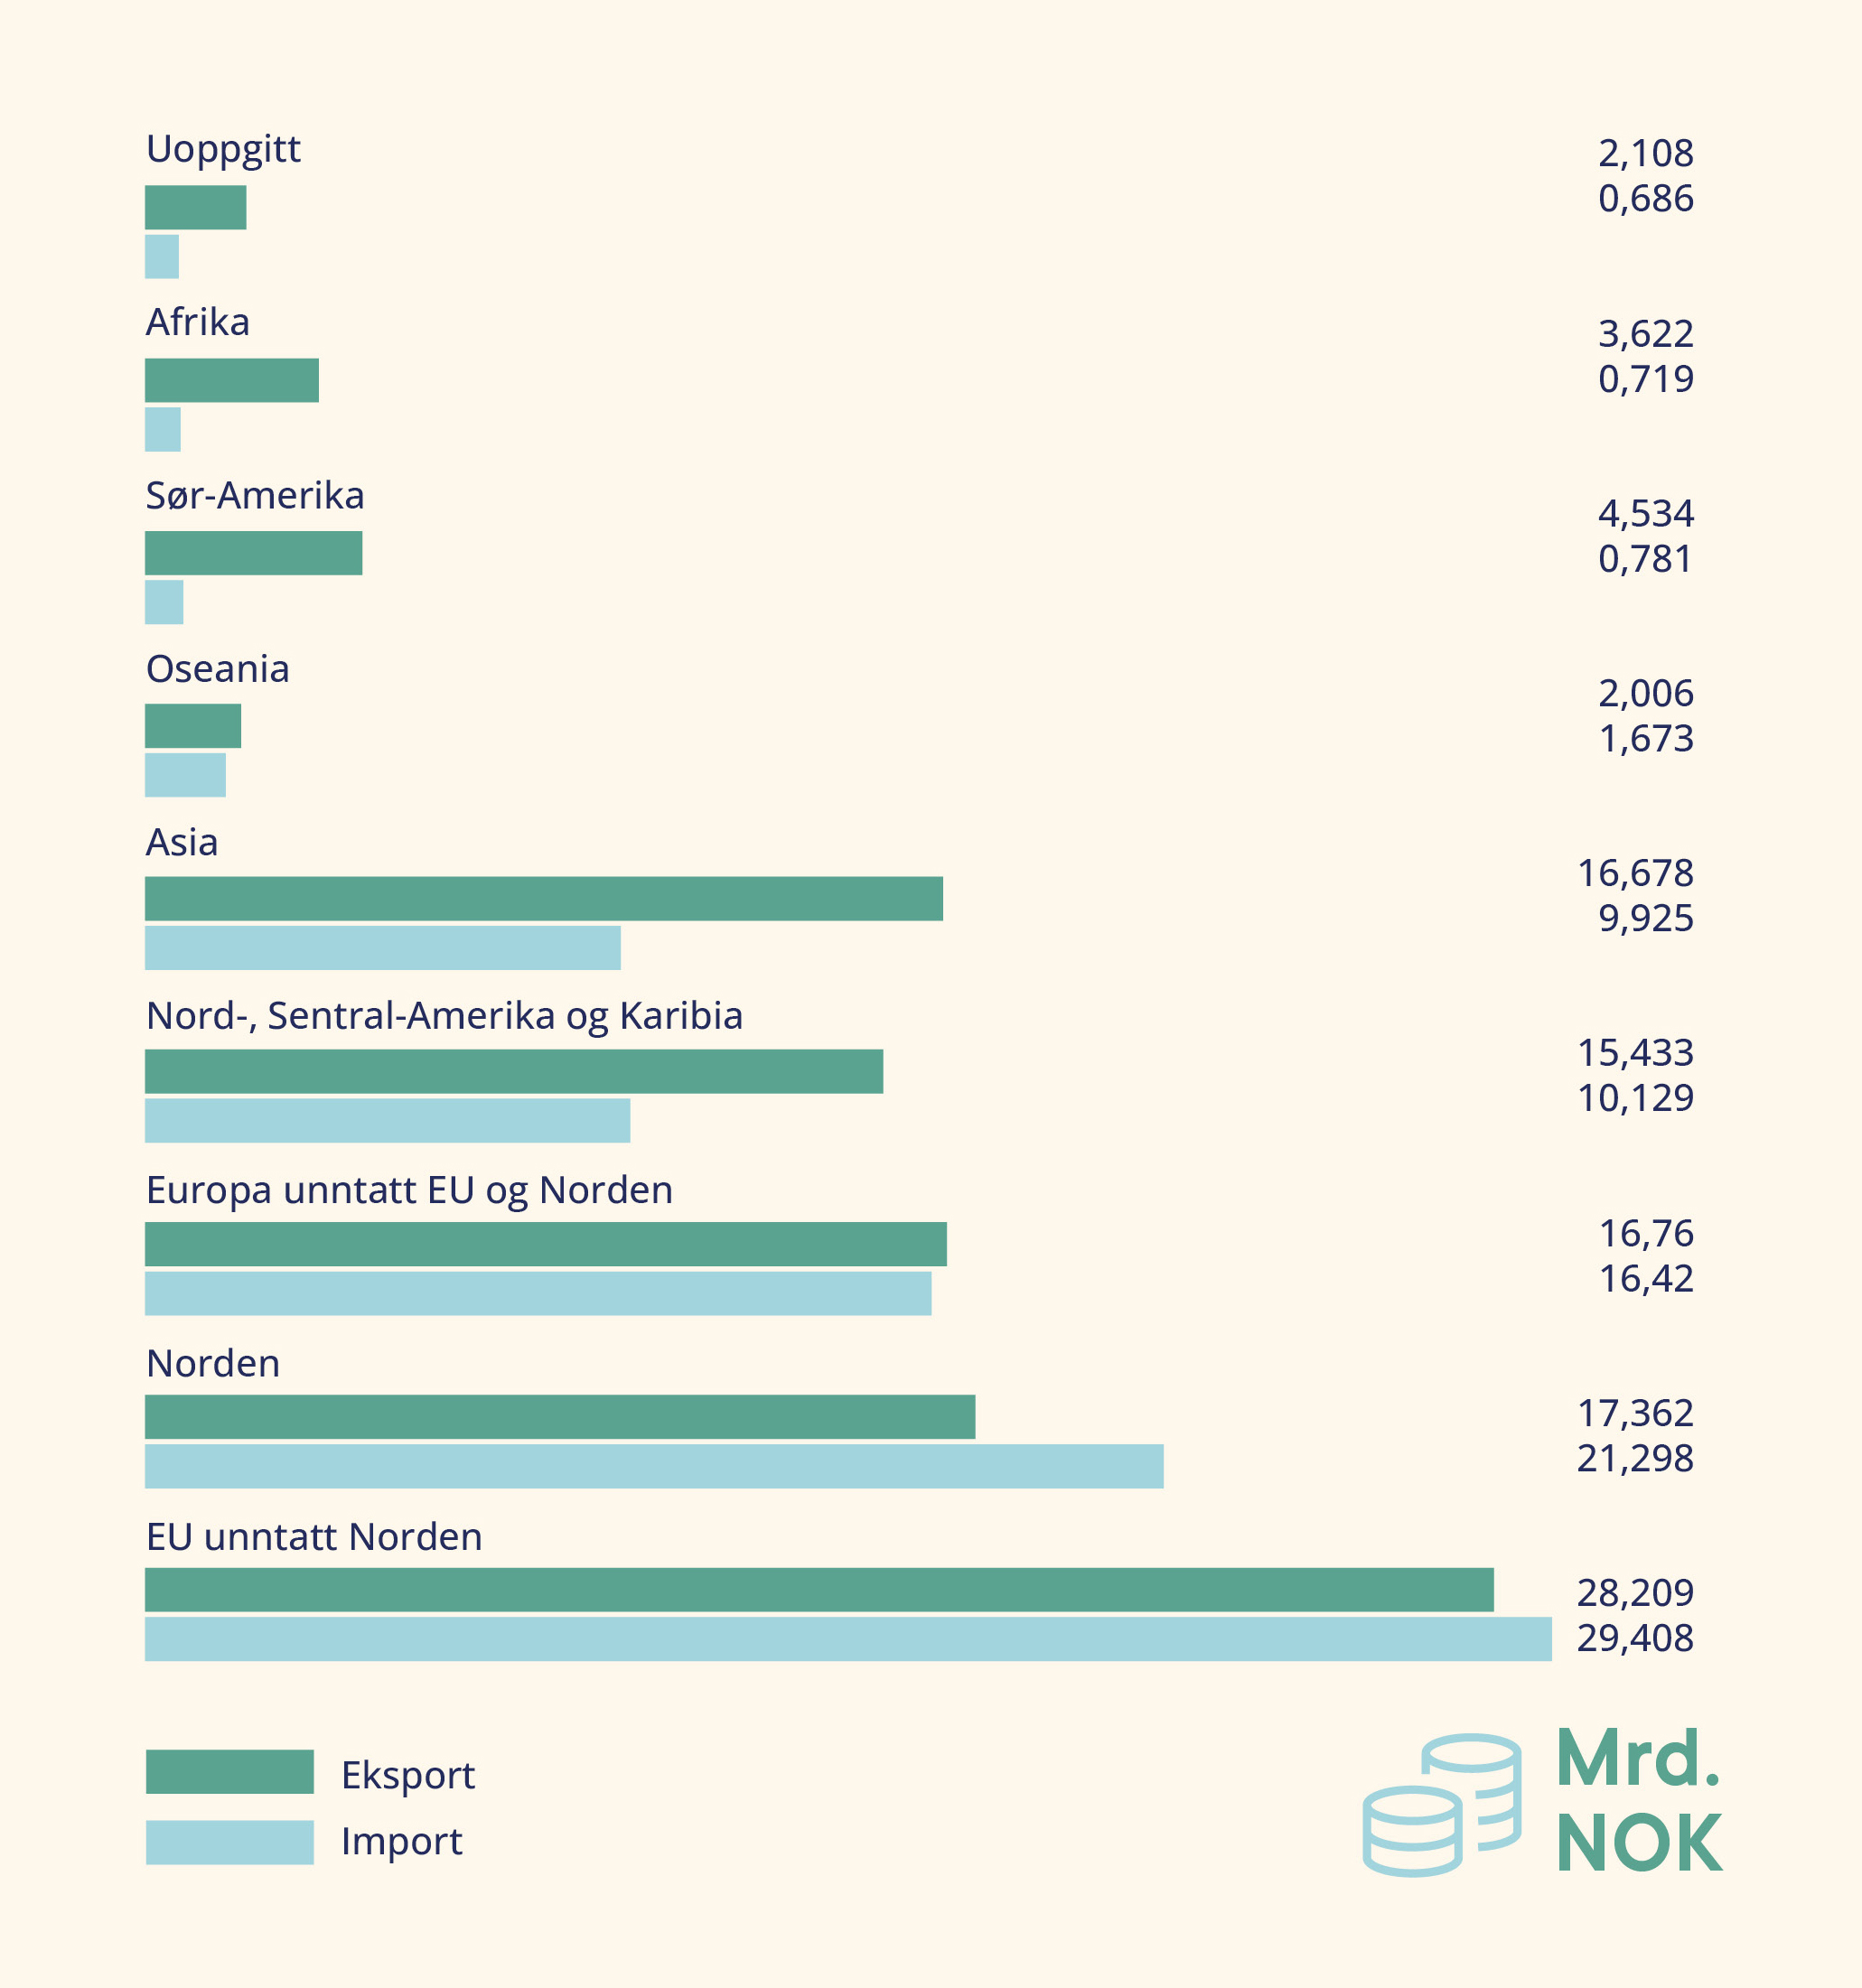 Uoppgitt
2,108
0,686
Afrika
3,622
0,719
Sør-Amerika
4,534
0,781
Oseania
2,006
1,673
Asia
16,678
9,925
Nord-, Sentral-Amerika og Karibia
15,433
10,129
Europa unntatt EU og Norden
16,76
16,42
Norden
17,362
21,298
EU unntatt Norden
28,209
29,408
Eksport
Import
Mrd.
NOK